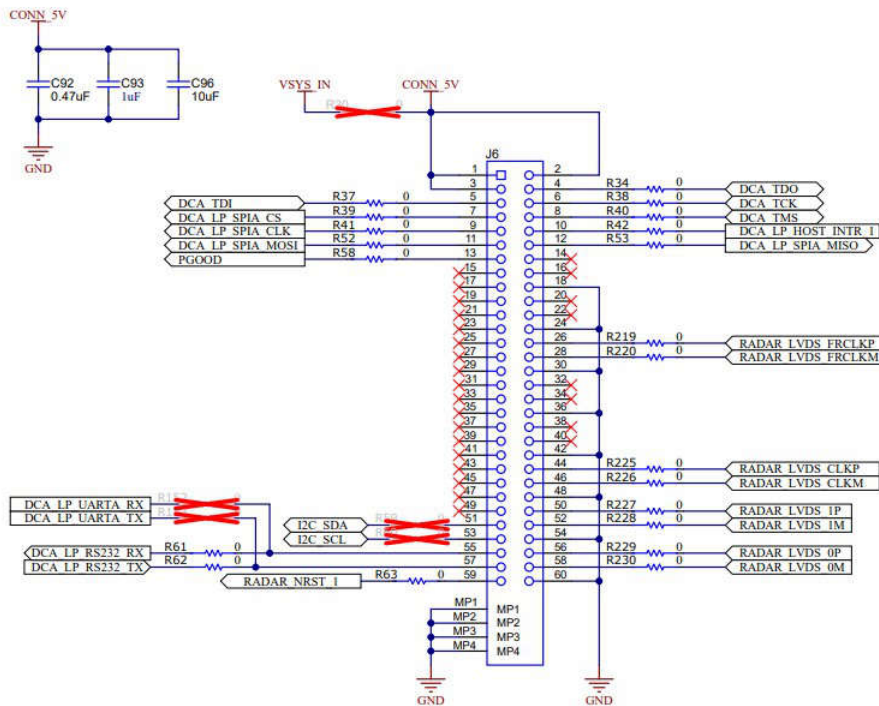 CONN_5V
C92
0.47uF
C93
1uF
C96
10uF
GND
VSYS_IN
CONN_5V
R30 0
J6
1 2
3 4
DCA_TDI R37 0 5 6 R34 0 DCA_TDO
DCA_LP_SPIA_CS R39 0 7 8 R38 0 DCA_TCK
DCA_LP_SPIA_CLK R41 0 9 10 R40 0 DCA_TMS
DCA_LP_SPIA_MOSI R52 0 11 12 R42 0 DCA_LP_HOST_INTR_1
PGOOD R58 0 13 14 R53 0 DCA_LP_SPIA_MISO
15 16
17 18
19 20
21 22
23 24
25 26 R219 0 RADAR_LVDS_FRCLKP
27 28 R220 0 RADAR_LVDS_FRCLKM
29 30
31 32
33 34
35 36
37 38
39 40
41 42
43 44 R225 0 RADAR_LVDS_CLKP
45 46 R226 0 RADAR_LVDS_CLKM
47 48
DCA_LP_UARTA_RX 0
49 50 R227 0 RADAR_LVDS_1P
DCA_LP_UARTA_TX
I2C_SDA R59 0 51 52 R228 0 RADAR_LVDS_1M
I2C_SCL 53 54
DCA_LP_RS232_RX R61 0 55 56 R229 0 RADAR_LVDS_0P
DCA_LP_RS232_TX R62 0 57 58 R230 0 RADAR_LVDS_0M
RADAR_NRST_1 R63 0 59 60
MP1 MP1
MP2 MP2
MP3 MP3
MP4 MP4
GND
GND